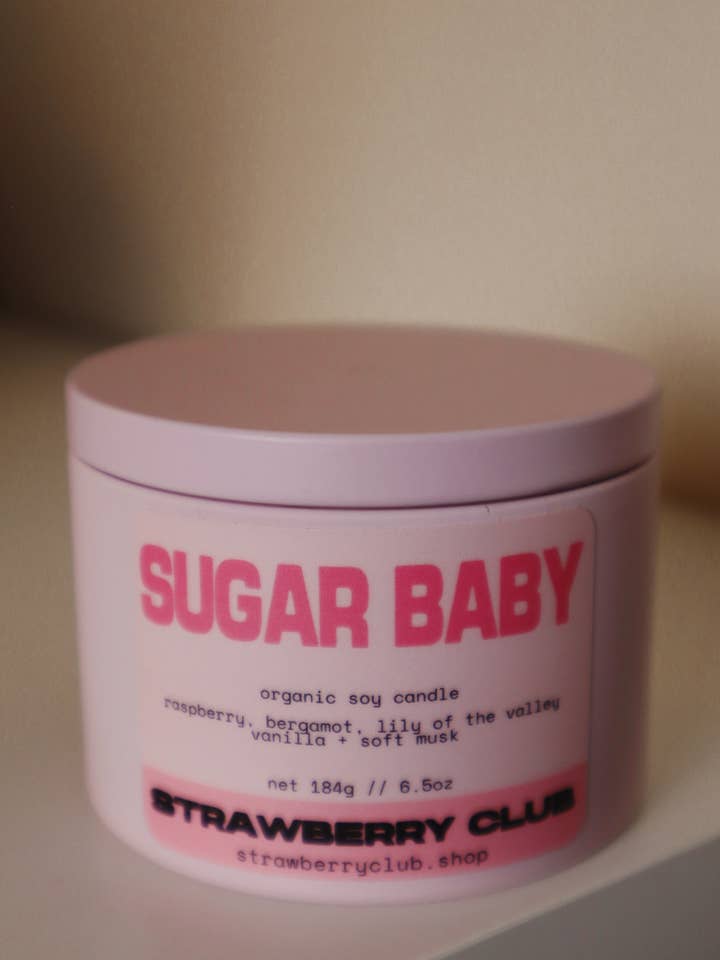 SUGAR BABY
organic soy candle
raspberry, bergamot, lily of the valley
vanilla + soft musk
net 184g // 6.5oz
STRAWBERRY CLUB
strawberryclub.shop